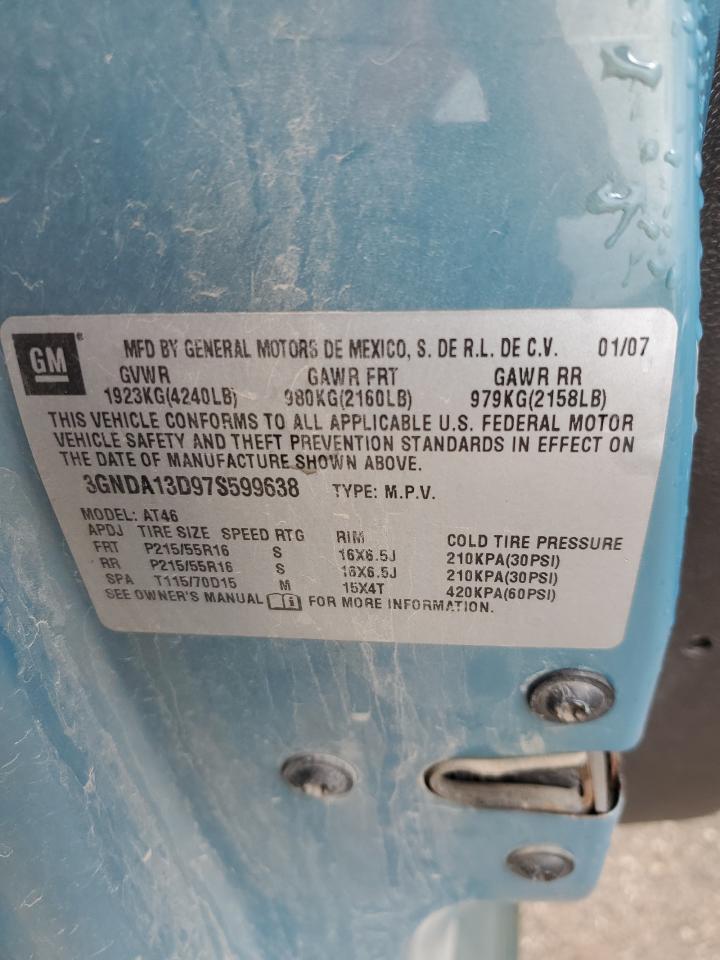 GM® MFD BY GENERAL MOTORS DE MEXICO, S. DE R.L. DE C.V. 01/07
GVWR GAWR FRT GAWR RR
1923KG(4240LB) 980KG(2160LB) 979KG(2158LB)
THIS VEHICLE CONFORMS TO ALL APPLICABLE U.S. FEDERAL MOTOR
VEHICLE SAFETY AND THEFT PREVENTION STANDARDS IN EFFECT ON
THE DATE OF MANUFACTURE SHOWN ABOVE.
3GNDA13D97S599638 TYPE: M.P.V.
MODEL: AT46
APDJ TIRE SIZE SPEED RTG RIM COLD TIRE PRESSURE
FRT P215/55R16 S 16X6.5J 210KPA(30PSI)
RR P215/55R16 S 16X6.5J 210KPA(30PSI)
SPA T115/70D15 M 15X4T 420KPA(60PSI)
SEE OWNER'S MANUAL FOR MORE INFORMATION.